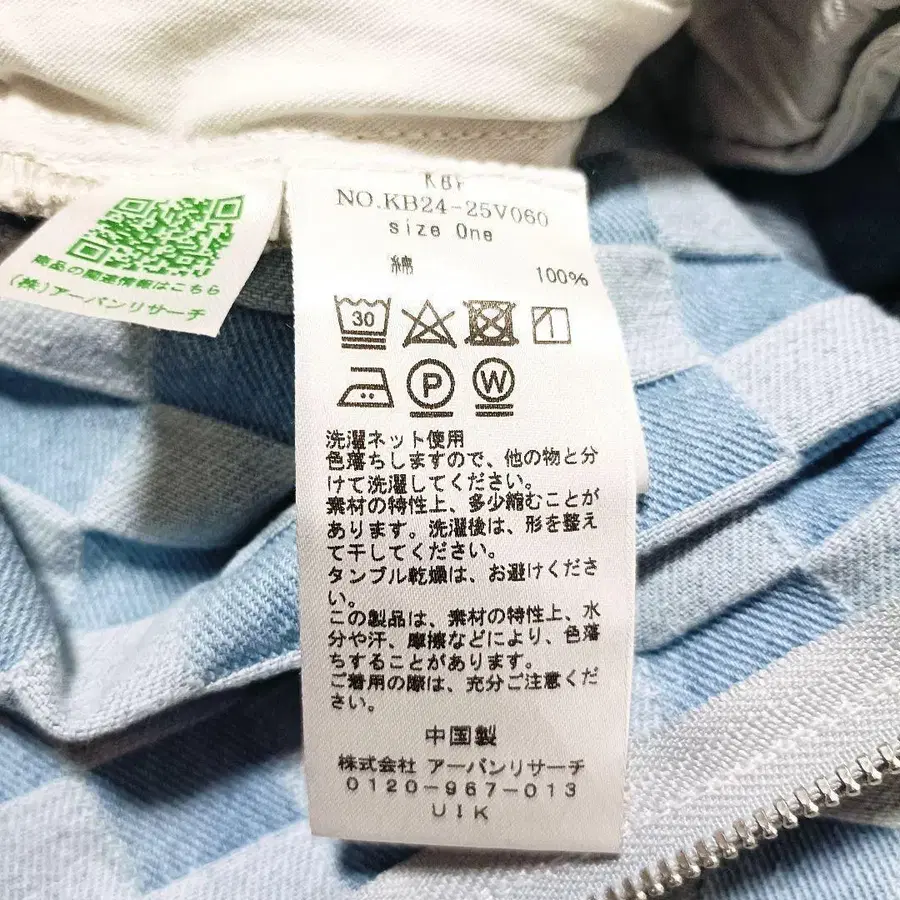 商品の関連情報はこちら
(株)アーバンリサーチ
KBF
NO.KB24-25V060
size One
綿 100%
30
P W
洗濯ネット使用
色落ちしますので、他の物と分
けて洗濯してください。
素材の特性上、多少縮むことが
あります。洗濯後は、形を整え
て干してください。
タンブル乾燥は、お避けくださ
い。
この製品は、素材の特性上、水
分や汗、摩擦などにより、色落
ちすることがあります。
ご着用の際は、充分ご注意くださ
い。
中国製
株式会社 アーバンリサーチ
0120-967-013
UIK